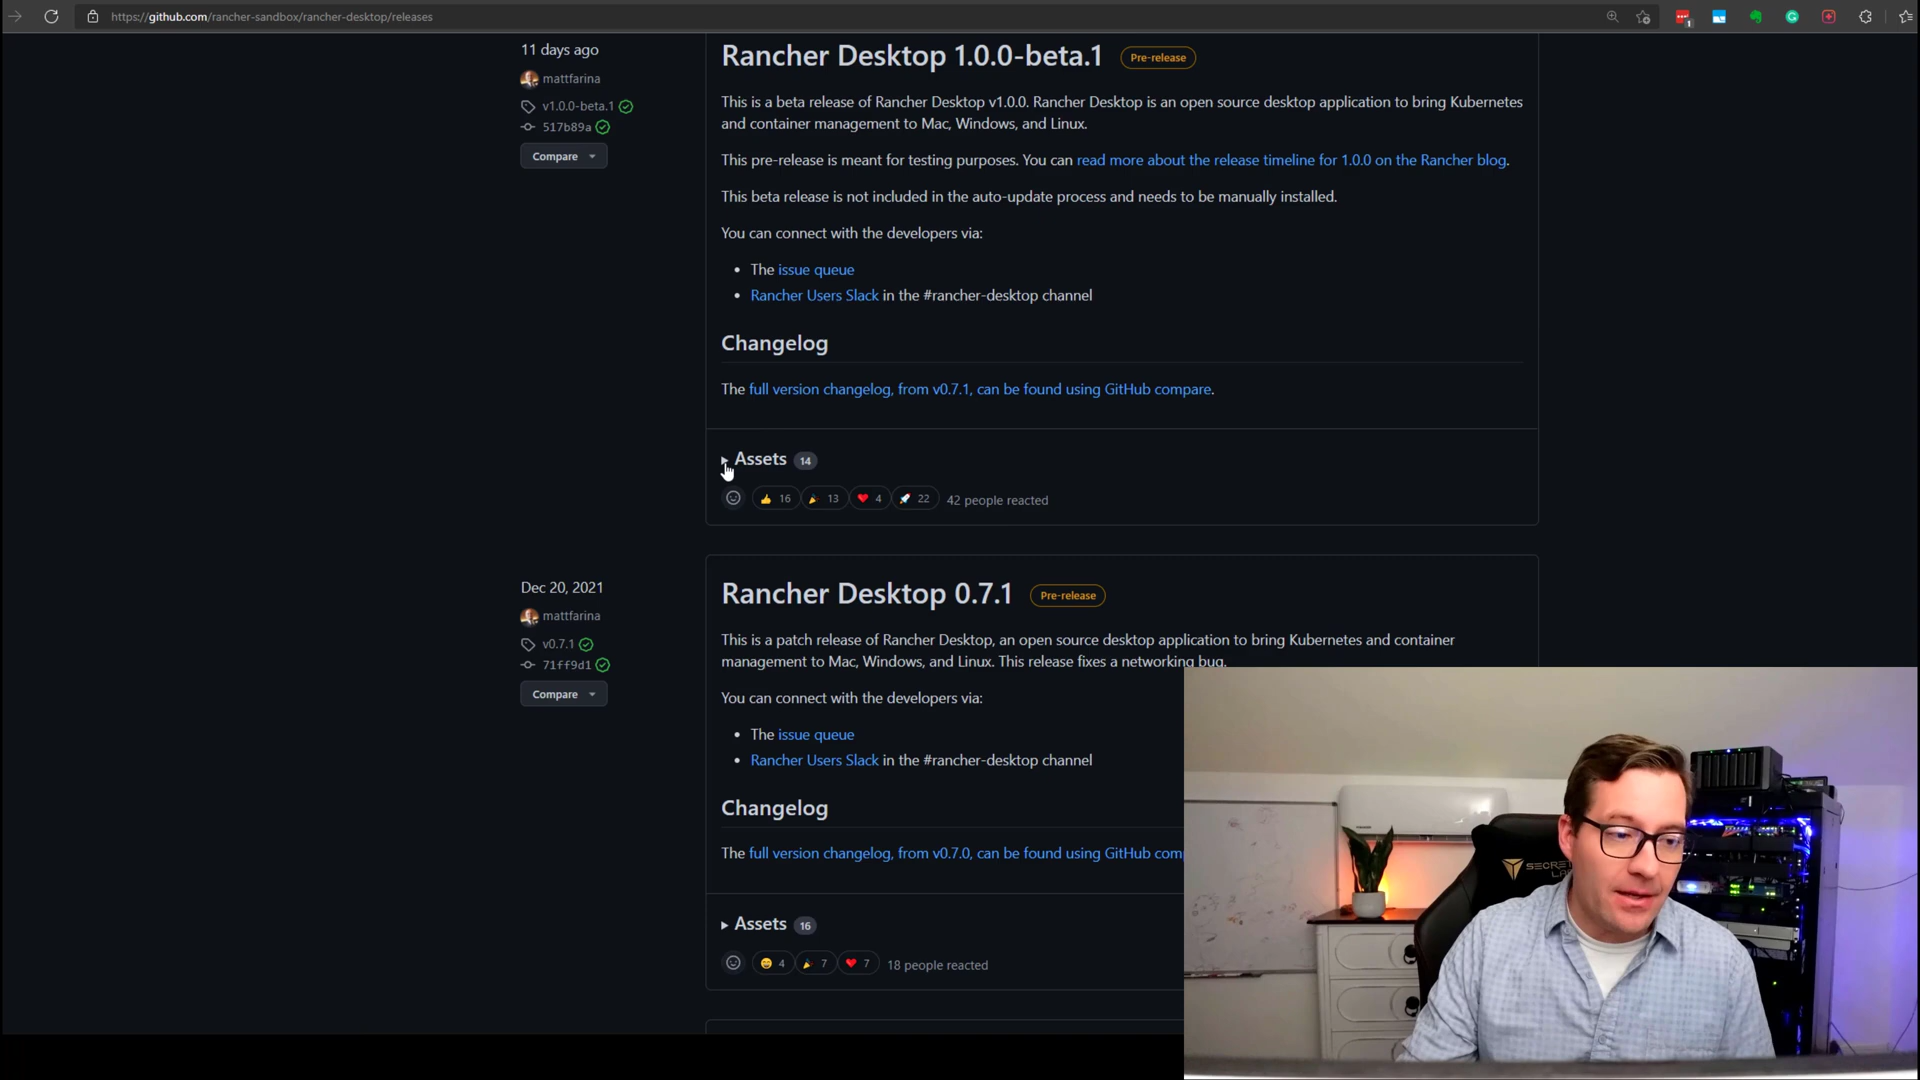 https://github.com/rancher-sandbox/rancher-desktop/releases
1
11 days ago
mattfarina
v1.0.0-beta.1
517b89a
Compare
Rancher Desktop 1.0.0-beta.1 Pre-release
This is a beta release of Rancher Desktop v1.0.0. Rancher Desktop is an open source desktop application to bring Kubernetes
and container management to Mac, Windows, and Linux.
This pre-release is meant for testing purposes. You can read more about the release timeline for 1.0.0 on the Rancher blog.
This beta release is not included in the auto-update process and needs to be manually installed.
You can connect with the developers via:
• The issue queue
• Rancher Users Slack in the #rancher-desktop channel
Changelog
The full version changelog, from v0.7.1, can be found using GitHub compare.
Assets 14
16 13 4 22 42 people reacted
Dec 20, 2021
mattfarina
v0.7.1
71ff9d1
Compare
Rancher Desktop 0.7.1 Pre-release
This is a patch release of Rancher Desktop, an open source desktop application to bring Kubernetes and container
management to Mac, Windows, and Linux. This release fixes a networking bug.
You can connect with the developers via:
• The issue queue
• Rancher Users Slack in the #rancher-desktop channel
Changelog
The full version changelog, from v0.7.0, can be found using GitHub com
Assets 16
4 7 7 18 people reacted
SECRET
LA